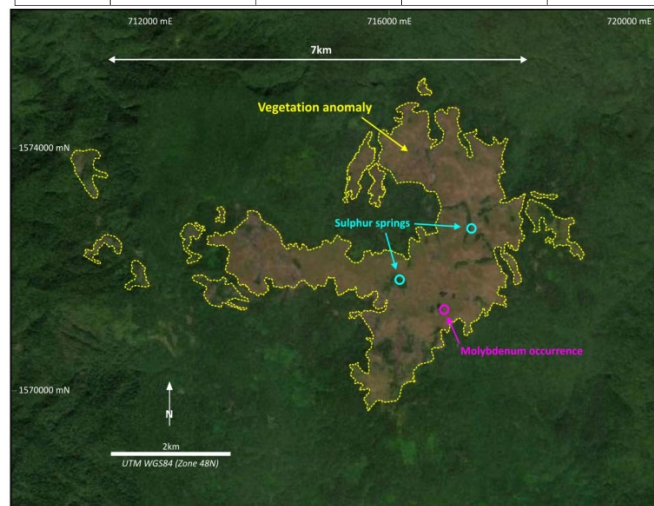 712000 mE
716000 mE
720000 mE
7km
Vegetation anomaly
1574000 mN
Sulphur springs
Molybdenum occurrence
1570000 mN
N
2km
UTM WGS84 (Zone 48N)